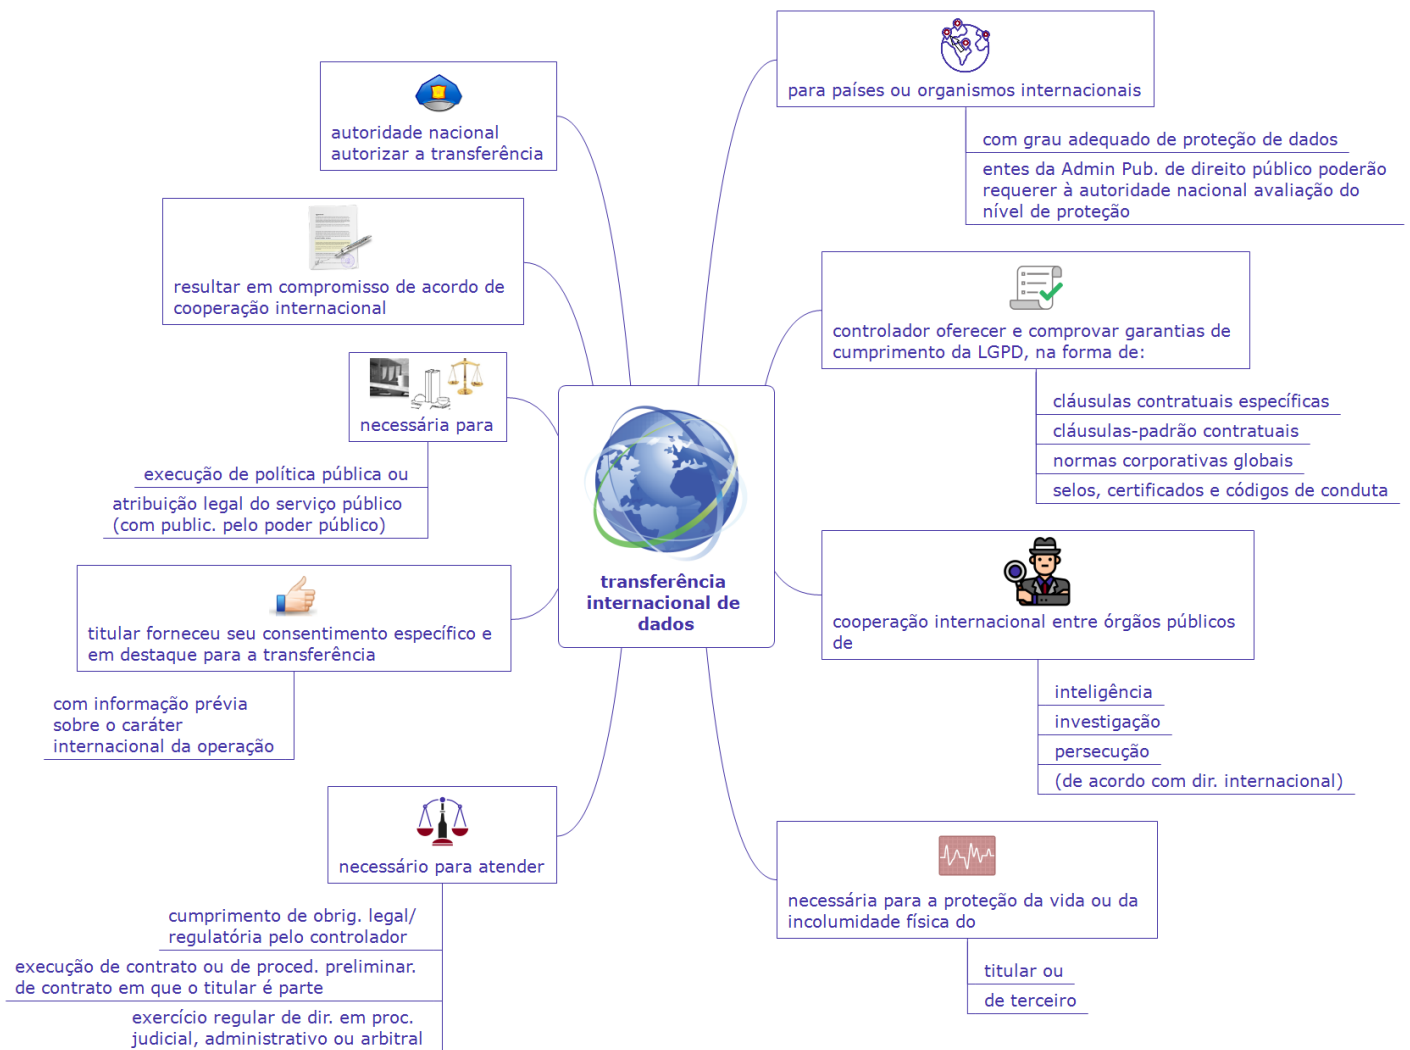 transferência
internacional de
dados
para países ou organismos internacionais
com grau adequado de proteção de dados
entes da Admin Pub. de direito público poderão
requerer à autoridade nacional avaliação do
nível de proteção
controlador oferecer e comprovar garantias de
cumprimento da LGPD, na forma de:
cláusulas contratuais específicas
cláusulas-padrão contratuais
normas corporativas globais
selos, certificados e códigos de conduta
cooperação internacional entre órgãos públicos
de
inteligência
investigação
persecução
(de acordo com dir. internacional)
necessária para a proteção da vida ou da
incolumidade física do
titular ou
de terceiro
autoridade nacional
autorizar a transferência
resultar em compromisso de acordo de
cooperação internacional
necessária para
execução de política pública ou
atribuição legal do serviço público
(com public. pelo poder público)
titular forneceu seu consentimento específico e
em destaque para a transferência
com informação prévia
sobre o caráter
internacional da operação
necessário para atender
cumprimento de obrig. legal/
regulatória pelo controlador
execução de contrato ou de proced. preliminar.
de contrato em que o titular é parte
exercício regular de dir. em proc.
judicial, administrativo ou arbitral